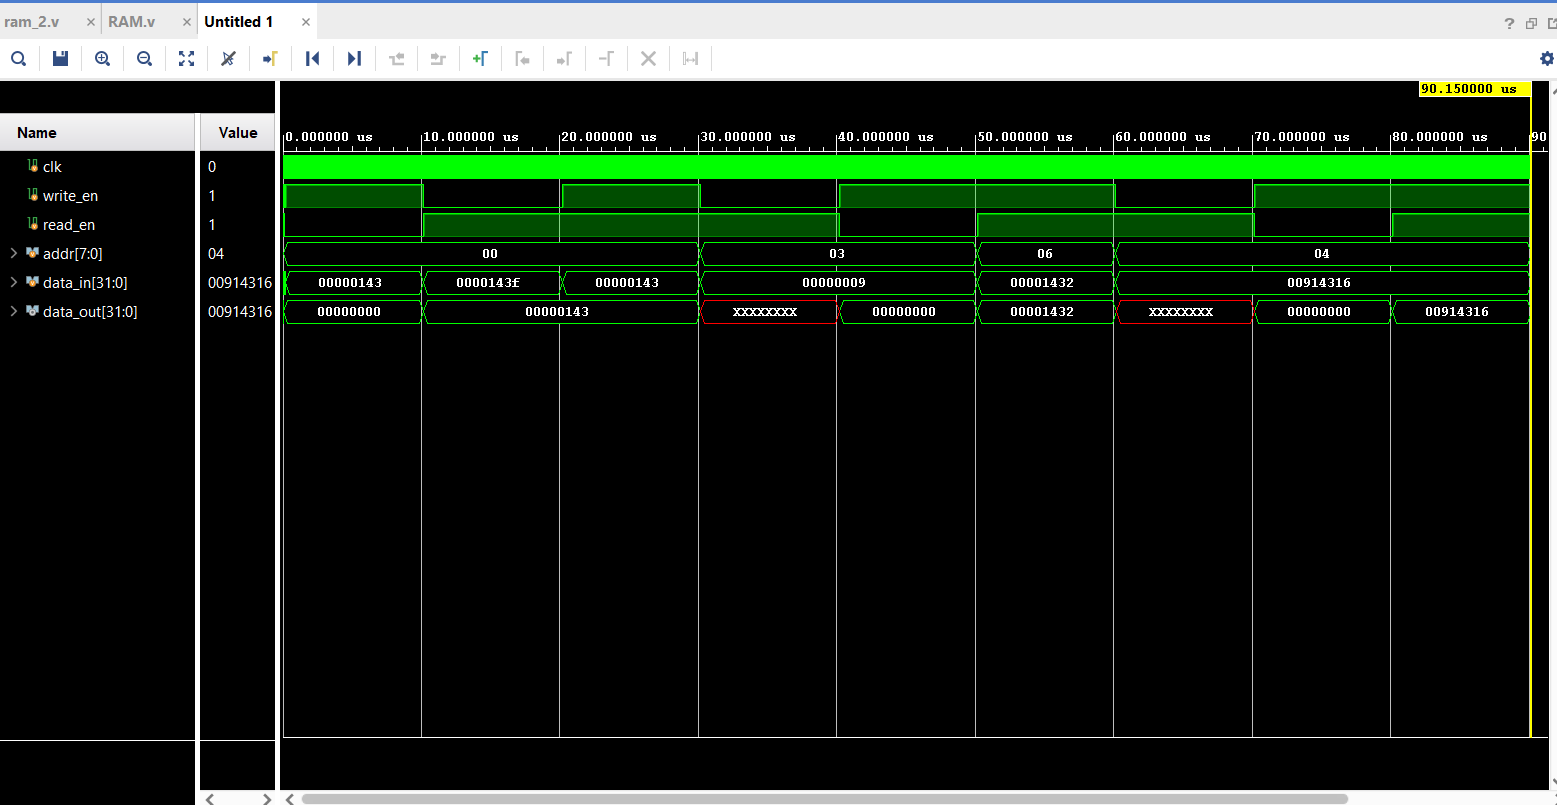 ram_2.v × RAM.v × Untitled 1 ×
?
90.150000 us
Name Value
0.000000 us 10.000000 us 20.000000 us 30.000000 us 40.000000 us 50.000000 us 60.000000 us 70.000000 us 80.000000 us 90
clk 0
write_en 1
read_en 1
addr[7:0] 04 00 03 06 04
data_in[31:0] 00914316 00000143 0000143f 00000143 00000009 00001432 00914316
data_out[31:0] 00914316 00000000 00000143 XXXXXXXX 00000000 00001432 XXXXXXXX 00000000 00914316